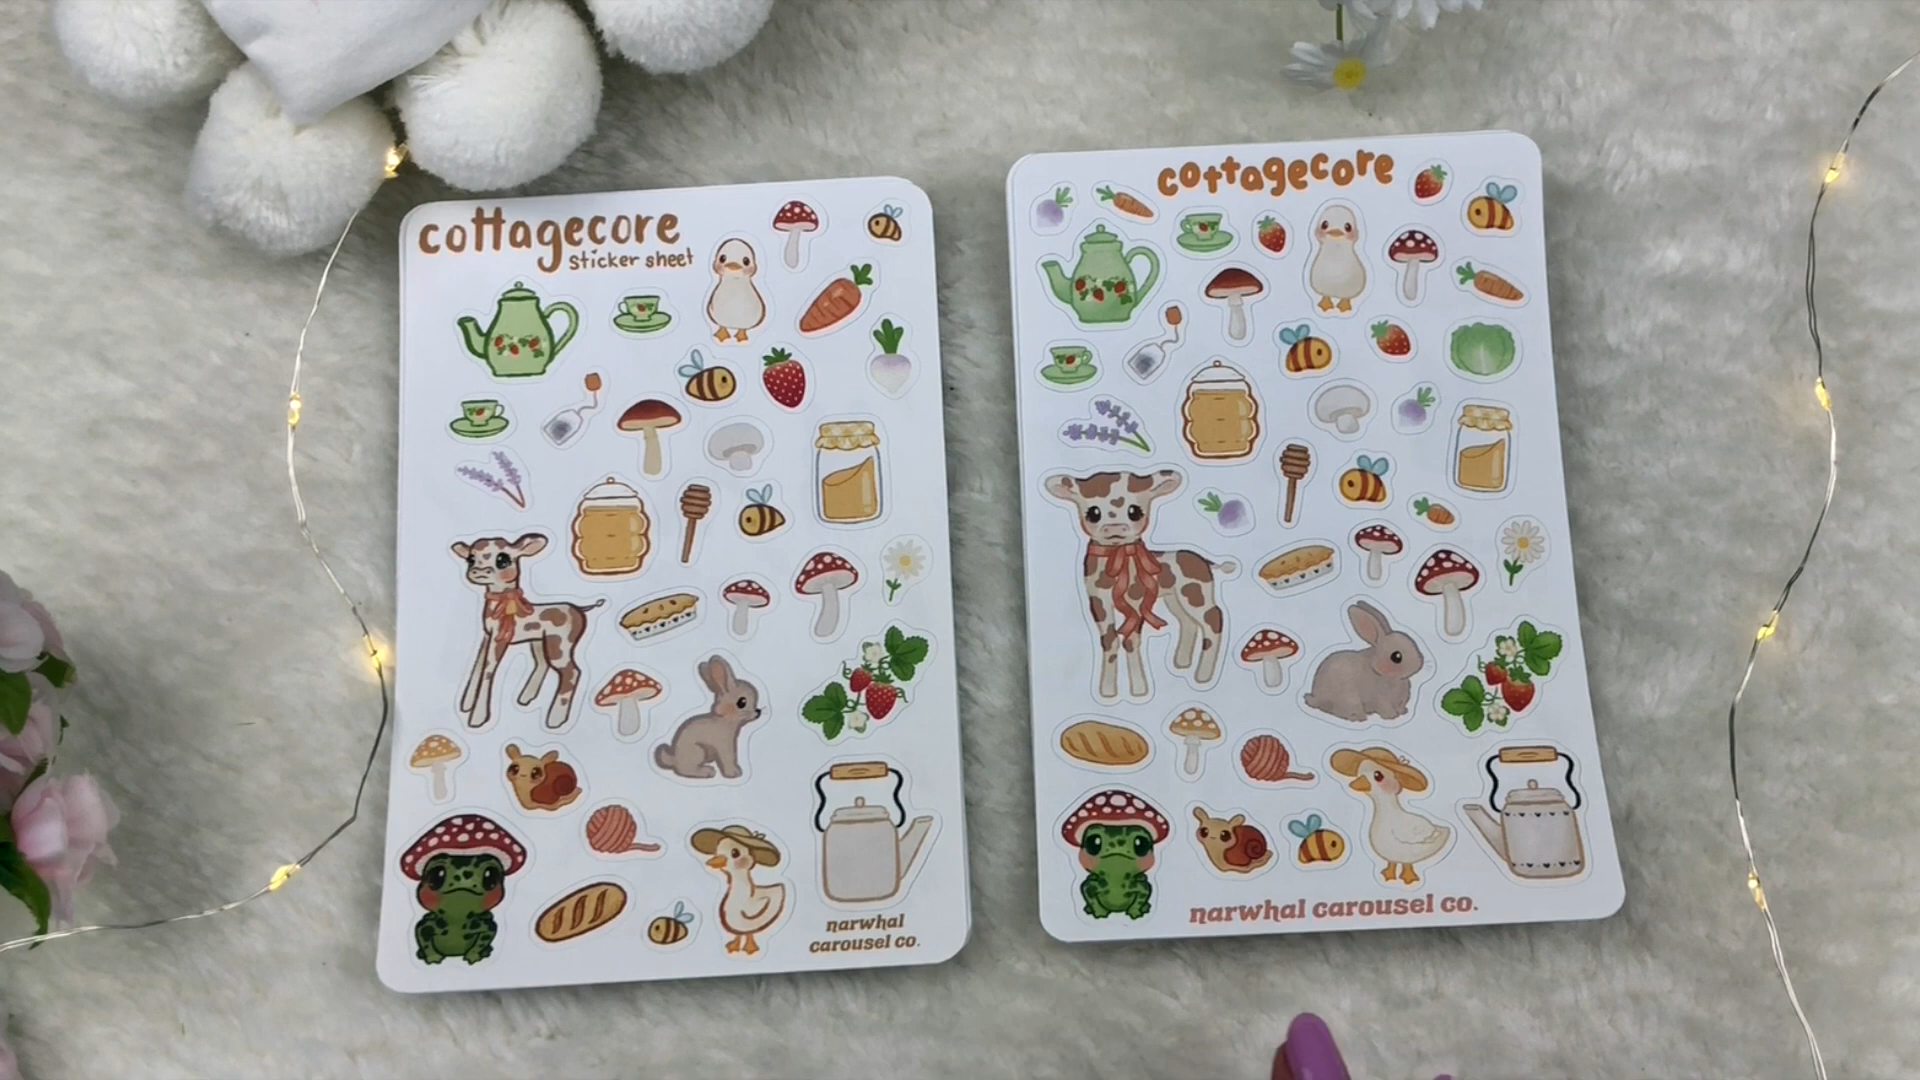 cottagecore
sticker sheet
narwhal
carousel co.
cottagecore
narwhal carousel co.